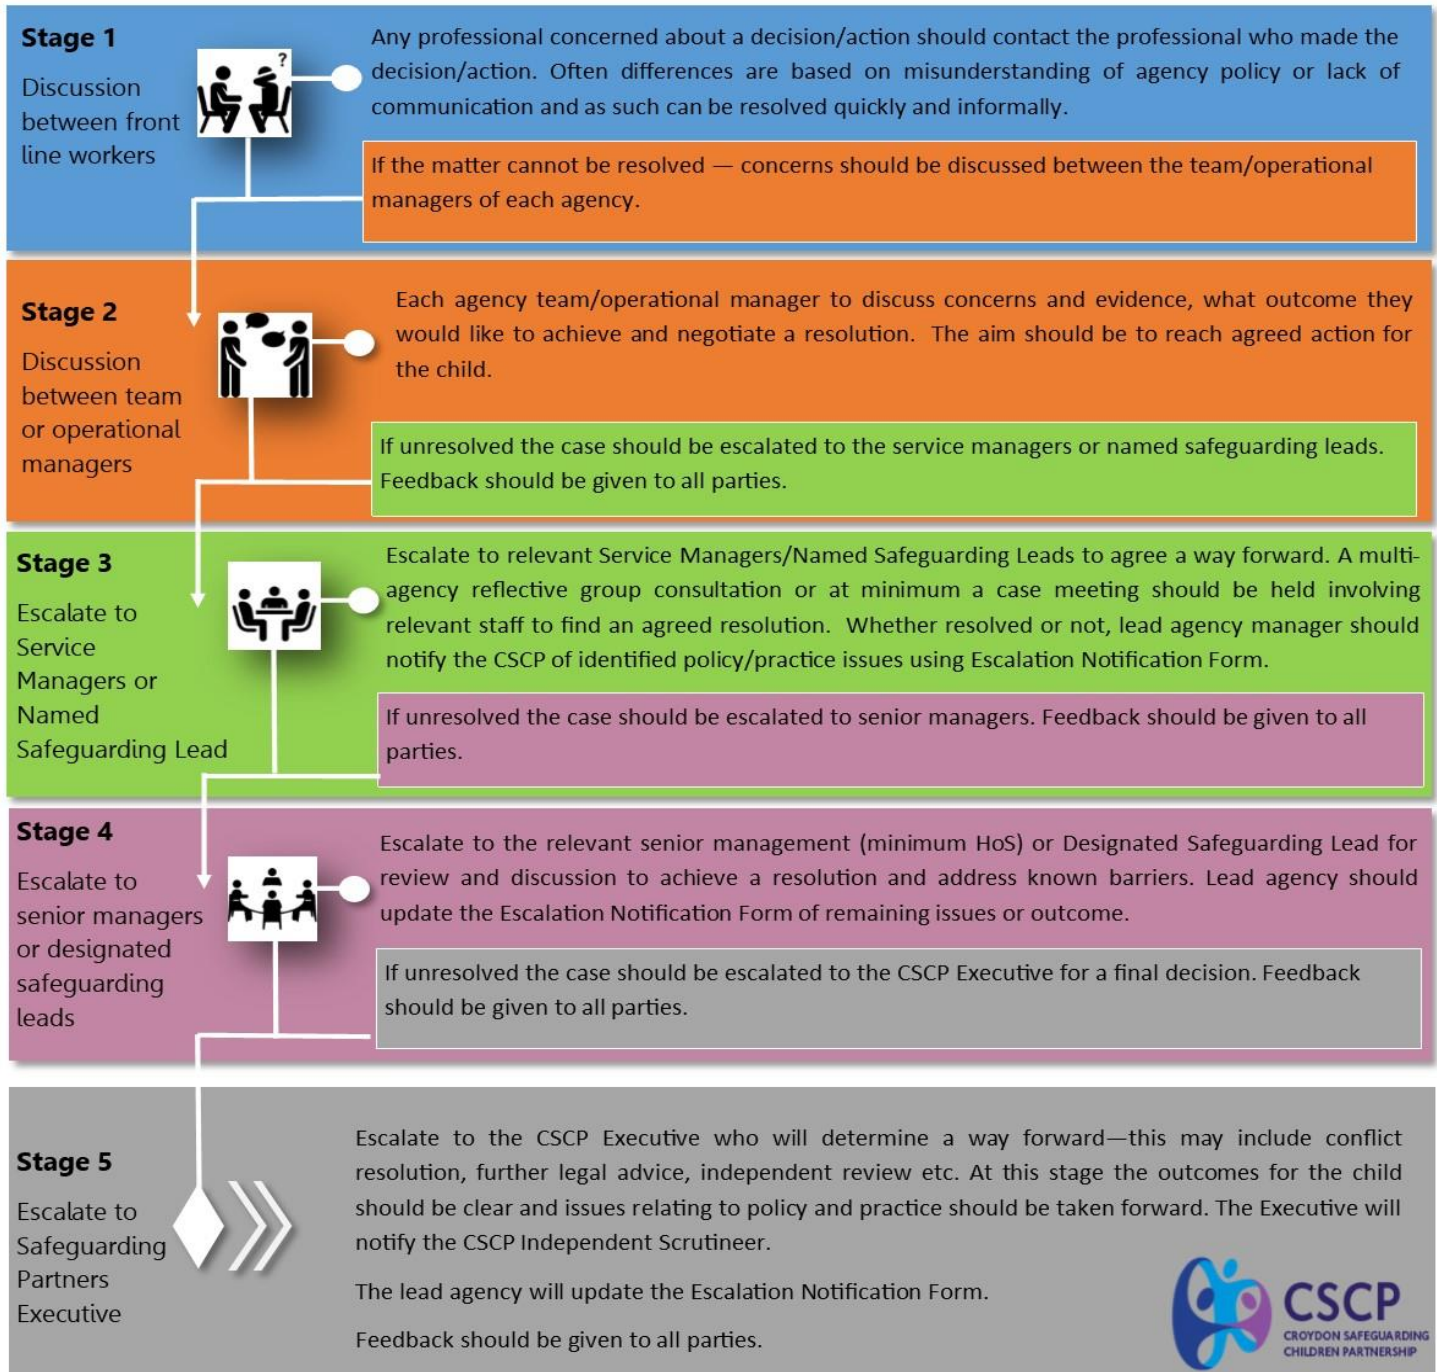 Stage 1
Discussion
between front
line workers
?
Any professional concerned about a decision/action should contact the professional who made the
decision/action. Often differences are based on misunderstanding of agency policy or lack of
communication and as such can be resolved quickly and informally.
If the matter cannot be resolved — concerns should be discussed between the team/operational
managers of each agency.
Stage 2
Discussion
between team
or operational
managers
Each agency team/operational manager to discuss concerns and evidence, what outcome they
would like to achieve and negotiate a resolution. The aim should be to reach agreed action for
the child.
If unresolved the case should be escalated to the service managers or named safeguarding leads.
Feedback should be given to all parties.
Stage 3
Escalate to
Service
Managers or
Named
Safeguarding Lead
Escalate to relevant Service Managers/Named Safeguarding Leads to agree a way forward. A multi-
agency reflective group consultation or at minimum a case meeting should be held involving
relevant staff to find an agreed resolution. Whether resolved or not, lead agency manager should
notify the CSCP of identified policy/practice issues using Escalation Notification Form.
If unresolved the case should be escalated to senior managers. Feedback should be given to all
parties.
Stage 4
Escalate to
senior managers
or designated
safeguarding
leads
Escalate to the relevant senior management (minimum HoS) or Designated Safeguarding Lead for
review and discussion to achieve a resolution and address known barriers. Lead agency should
update the Escalation Notification Form of remaining issues or outcome.
If unresolved the case should be escalated to the CSCP Executive for a final decision. Feedback
should be given to all parties.
Stage 5
Escalate to
Safeguarding
Partners
Executive
Escalate to the CSCP Executive who will determine a way forward—this may include conflict
resolution, further legal advice, independent review etc. At this stage the outcomes for the child
should be clear and issues relating to policy and practice should be taken forward. The Executive will
notify the CSCP Independent Scrutineer.
The lead agency will update the Escalation Notification Form.
Feedback should be given to all parties.
CSCP
CROYDON SAFEGUARDING
CHILDREN PARTNERSHIP